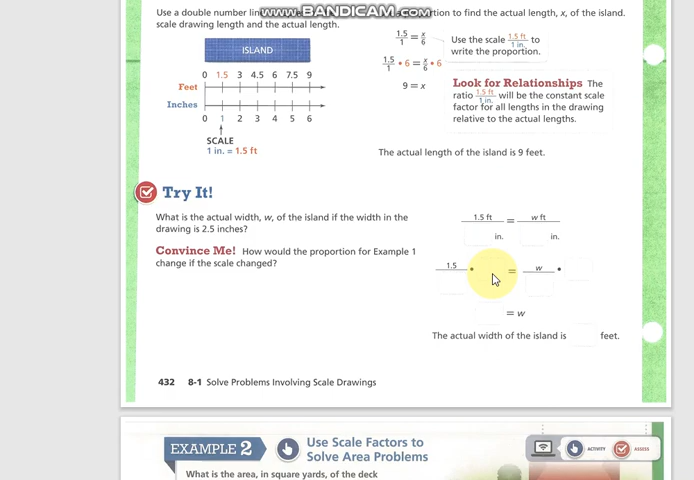 www.BANDICAM.com
Use a double number
to find the actual length, x, of the island.
scale drawing length and the actual length.
ISLAND
0 1.5 3 4.5 6 7.5 9
Feet
Inches
0 1 2 3 4 5 6
SCALE
1 in. = 1.5 ft
1.5/1 = x/6
1.5/1 • 6 = x/6 • 6
9 = x
Use the scale 1.5 ft/1 in. to
write the proportion.
Look for Relationships The
ratio 1.5 ft/1 in. will be the constant scale
factor for all lengths in the drawing
relative to the actual lengths.
The actual length of the island is 9 feet.
Try It!
What is the actual width, w, of the island if the width in the
drawing is 2.5 inches?
Convince Me! How would the proportion for Example 1
change if the scale changed?
1.5 ft = w ft
in. in.
1.5 • = w •
= w
The actual width of the island is feet.
432 8-1 Solve Problems Involving Scale Drawings
EXAMPLE 2
Use Scale Factors to
Solve Area Problems
ACTIVITY
ASSESS
What is the area, in square yards, of the deck